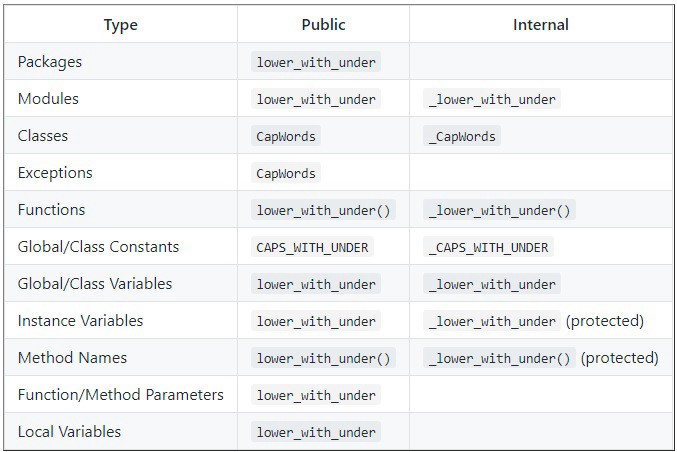 Type Public Internal
Packages lower_with_under
Modules lower_with_under _lower_with_under
Classes CapWords _CapWords
Exceptions CapWords
Functions lower_with_under() _lower_with_under()
Global/Class Constants CAPS_WITH_UNDER _CAPS_WITH_UNDER
Global/Class Variables lower_with_under _lower_with_under
Instance Variables lower_with_under _lower_with_under (protected)
Method Names lower_with_under() _lower_with_under() (protected)
Function/Method Parameters lower_with_under
Local Variables lower_with_under